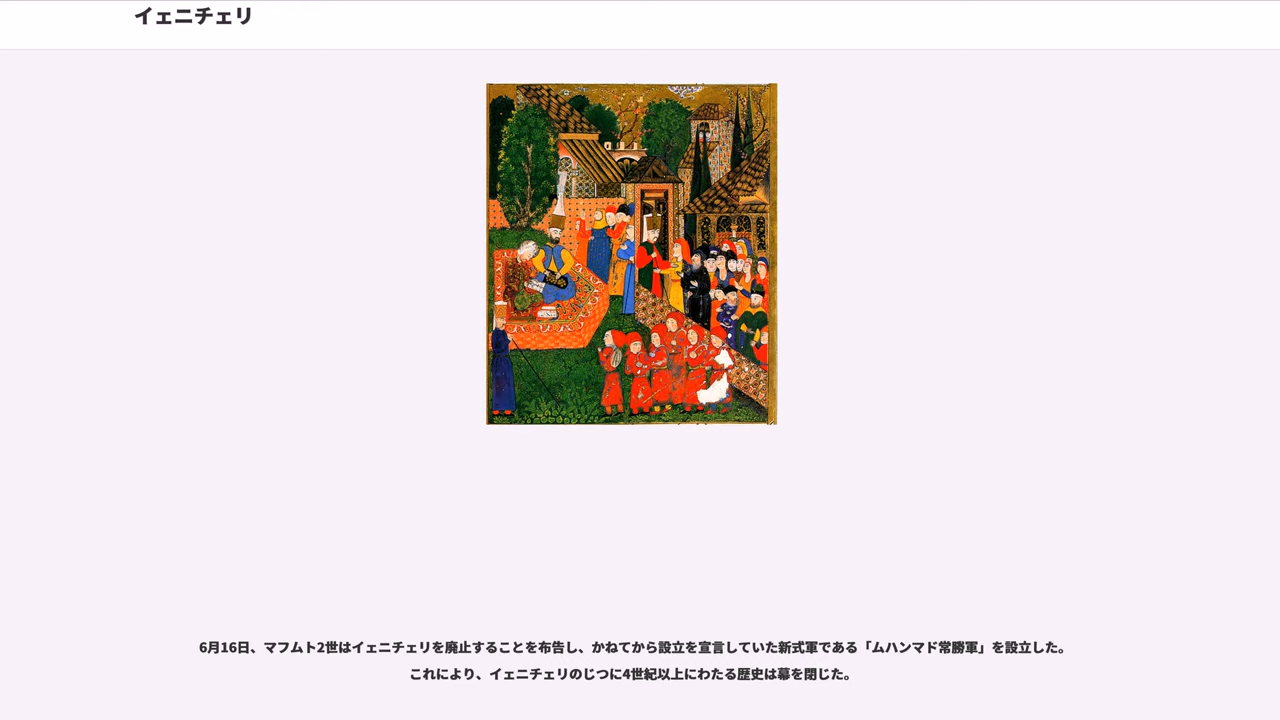 イェニチェリ
6月16日、マフムト2世はイェニチェリを廃止することを布告し、かねてから設立を宣言していた新式軍である「ムハンマド常勝軍」を設立した。
これにより、イェニチェリのじつに4世紀以上にわたる歴史は幕を閉じた。